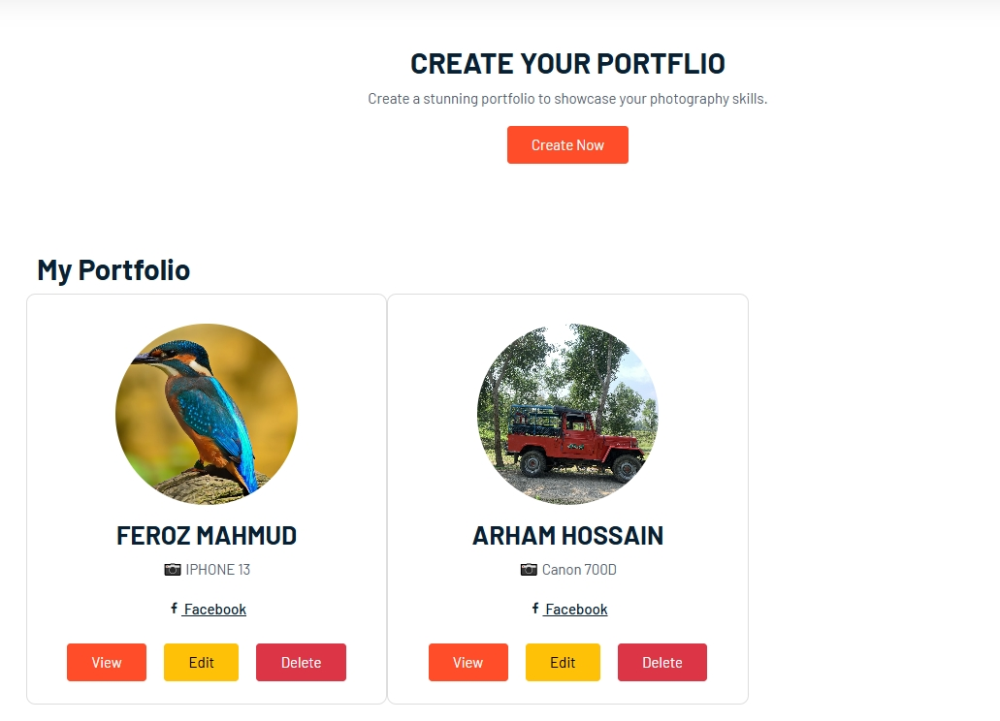 CREATE YOUR PORTFLIO
Create a stunning portfolio to showcase your photography skills.
Create Now
My Portfolio
FEROZ MAHMUD
📷 IPHONE 13
Facebook
View Edit Delete
ARHAM HOSSAIN
📷 Canon 700D
Facebook
View Edit Delete